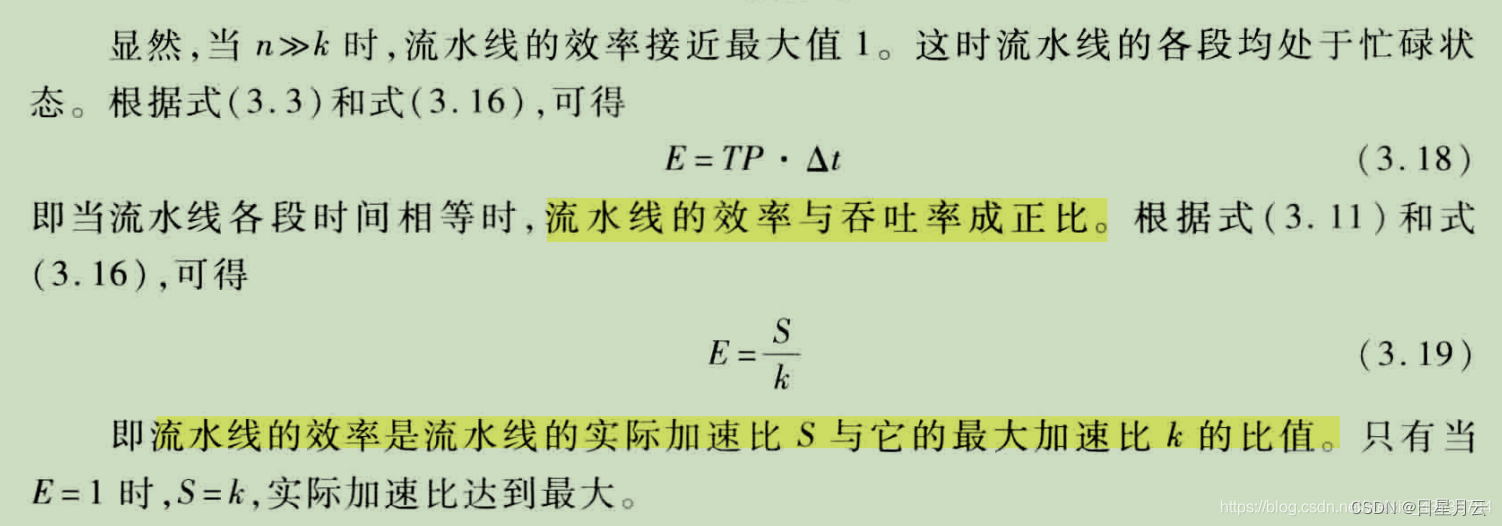 显然,当 n≫k 时,流水线的效率接近最大值 1。这时流水线的各段均处于忙碌状
态。根据式(3.3)和式(3.16),可得
E=TP·Δt (3.18)
即当流水线各段时间相等时,流水线的效率与吞吐率成正比。根据式(3.11)和式
(3.16),可得
E=S/k (3.19)
即流水线的效率是流水线的实际加速比 S 与它的最大加速比 k 的比值。只有当
E=1 时,S=k,实际加速比达到最大。
https://blog.csdn.ne
CSDN @日星月云